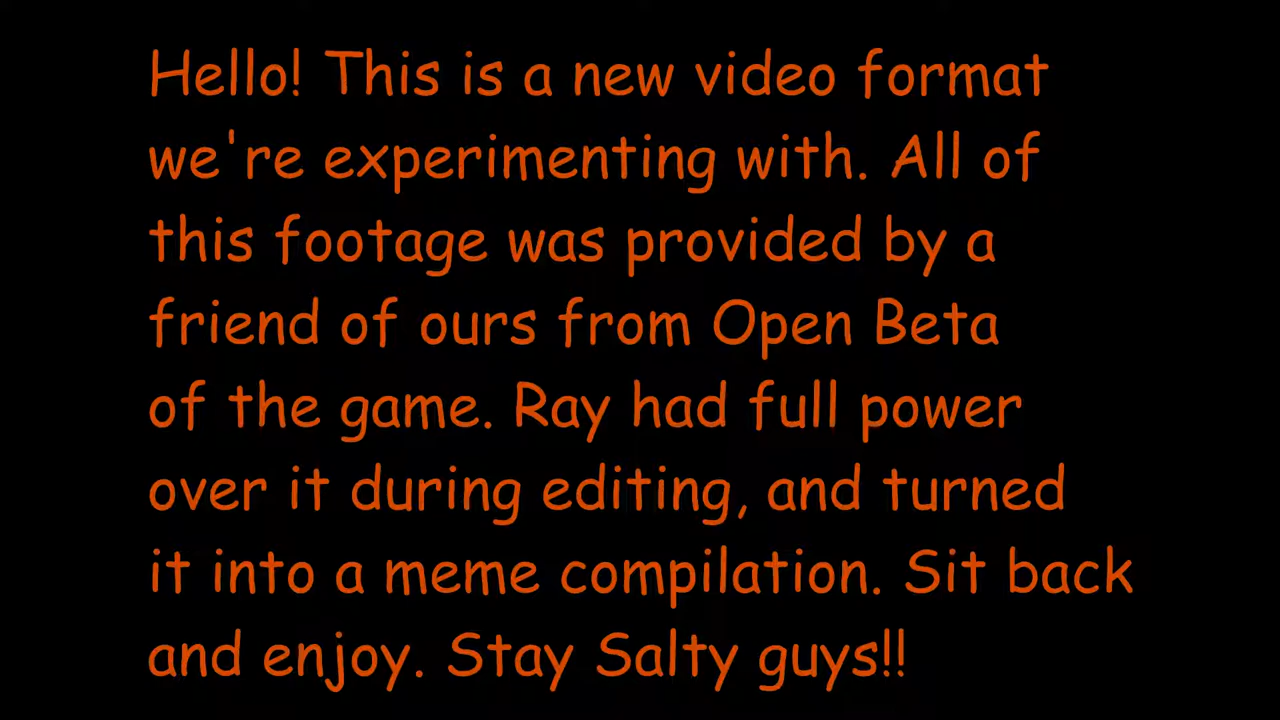 Hello! This is a new video format
we're experimenting with. All of
this footage was provided by a
friend of ours from Open Beta
of the game. Ray had full power
over it during editing, and turned
it into a meme compilation. Sit back
and enjoy. Stay Salty guys!!